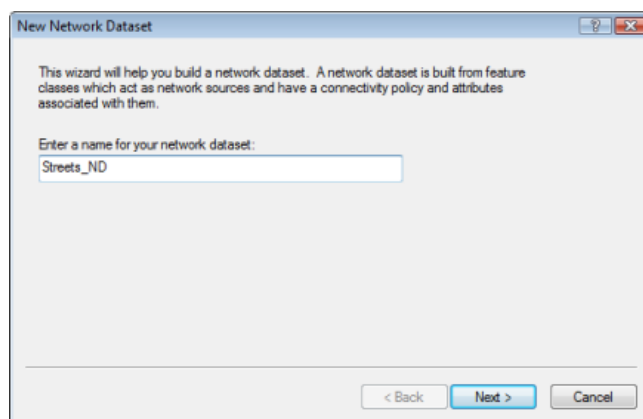 New Network Dataset
This wizard will help you build a network dataset.  A network dataset is built from feature
classes which act as network sources and have a connectivity policy and attributes
associated with them.
Enter a name for your network dataset:
Streets_ND
< Back
Next >
Cancel